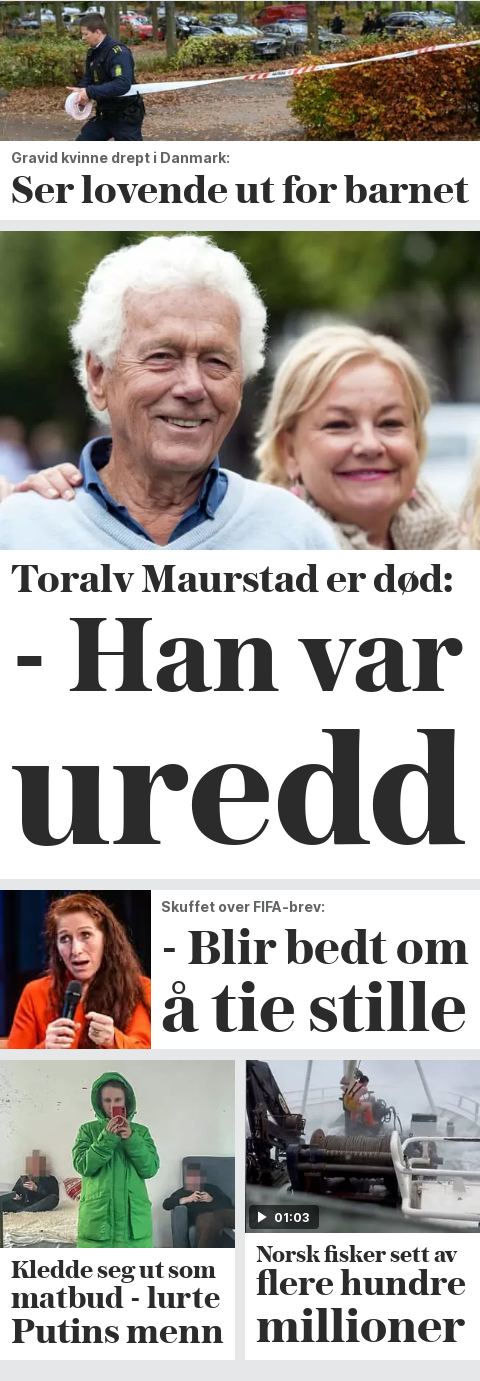 Gravid kvinne drept i Danmark:
Ser lovende ut for barnet
Toralv Maurstad er død:
- Han var
uredd
Skuffet over FIFA-brev:
- Blir bedt om
å tie stille
01:03
Kledde seg ut som
matbud - lurte
Putins menn
Norsk fisker sett av
flere hundre
millioner